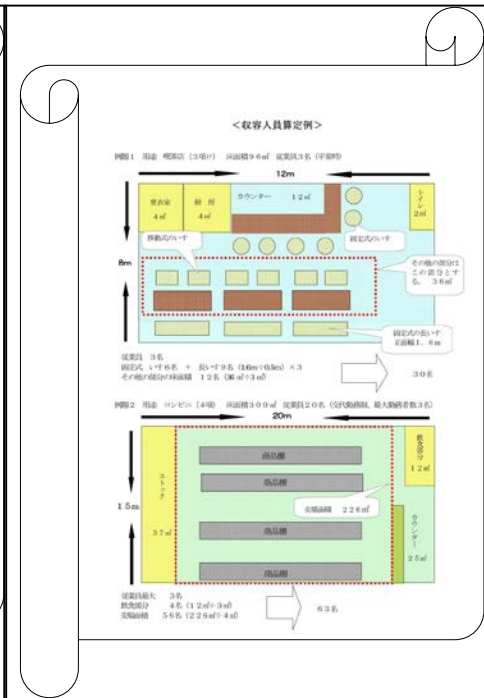 <収容人員算定例>
例題1 用途 喫茶店(3項ロ) 床面積96㎡ 従業員3名(平常時)
12m
更衣室
4㎡
厨房
4㎡
カウンター 12㎡
トイレ
2㎡
移動式のいす
固定式のいす
8m
その他の部分は
この部分とす
る。 36㎡
固定式の長いす
正面幅1.6m
従業員 3名
固定式 いす6名 + 長いす9名(1.6m÷0.5m)×3
その他の部分の床面積 12名(36㎡÷3㎡)
30名
例題2 用途 コンビニ(4項) 床面積300㎡ 従業員20名(交代勤務制、最大勤務者数3名)
20m
商品棚
商品棚
商品棚
商品棚
ストック
37㎡
飲食部分
12㎡
売場面積 226㎡
15m
カウンター
25㎡
従業員最大 3名
飲食部分 4名(12㎡÷3㎡)
売場面積 56名(226㎡÷4㎡)
63名